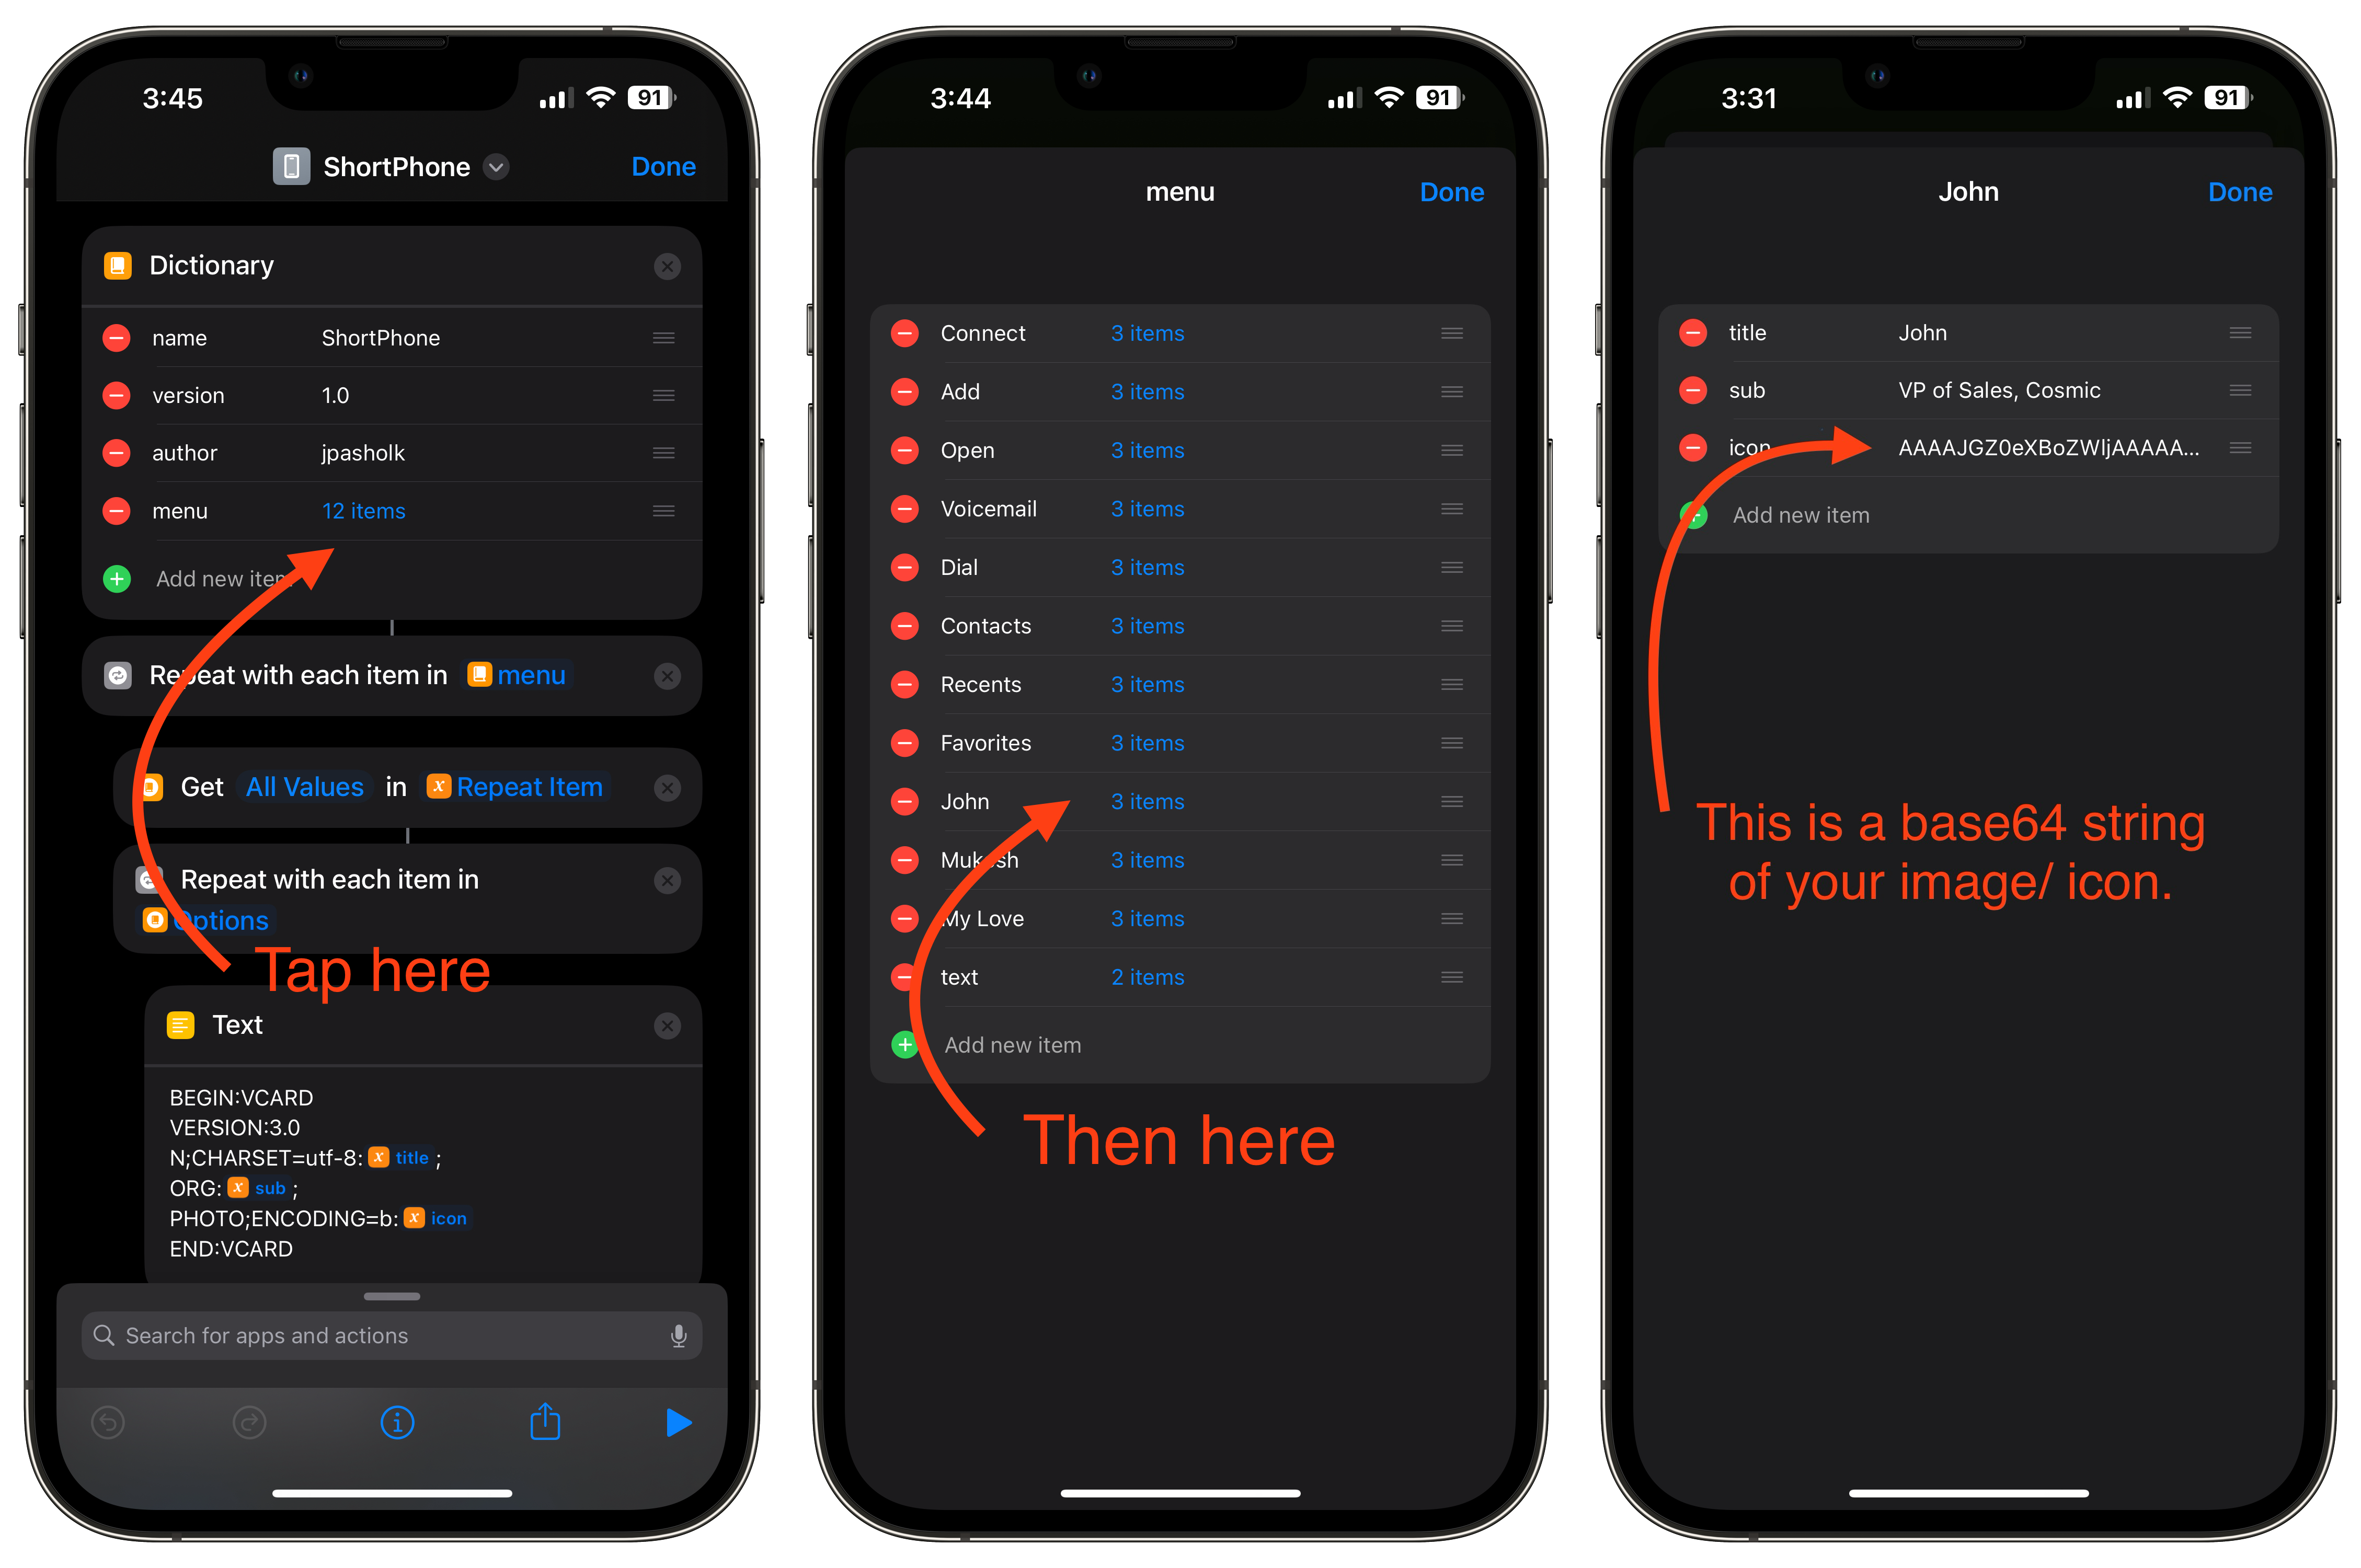 3:45
91
ShortPhone
Done
Dictionary
name ShortPhone
version 1.0
author jpasholk
menu 12 items
Add new item
Repeat with each item in menu
Get All Values in Repeat Item
Repeat with each item in
Options
Tap here
Text
BEGIN:VCARD
VERSION:3.0
N;CHARSET=utf-8: title ;
ORG: sub ;
PHOTO;ENCODING=b: icon
END:VCARD
Search for apps and actions
3:44
91
menu
Done
Connect 3 items
Add 3 items
Open 3 items
Voicemail 3 items
Dial 3 items
Contacts 3 items
Recents 3 items
Favorites 3 items
John 3 items
Mukesh 3 items
My Love 3 items
text 2 items
Add new item
Then here
3:31
91
John
Done
title John
sub VP of Sales, Cosmic
icon AAAAJGZ0eXBoZWljAAAAA...
Add new item
This is a base64 string
of your image/ icon.